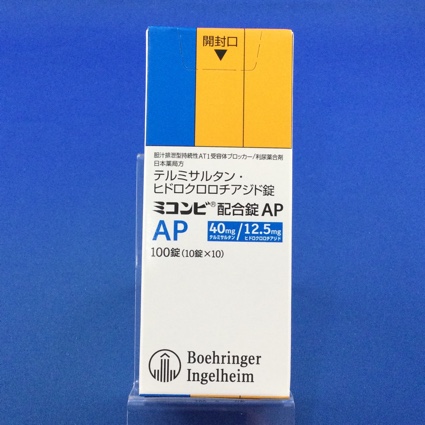 開封口
胆汁排泄型持続性AT1受容体ブロッカー/利尿薬合剤
日本薬局方
テルミサルタン・
ヒドロクロロチアジド錠
ミコンビ®配合錠AP
AP 40mg/12.5mg
テルミサルタン ヒドロクロロチアジド
100錠(10錠×10)
Boehringer
Ingelheim